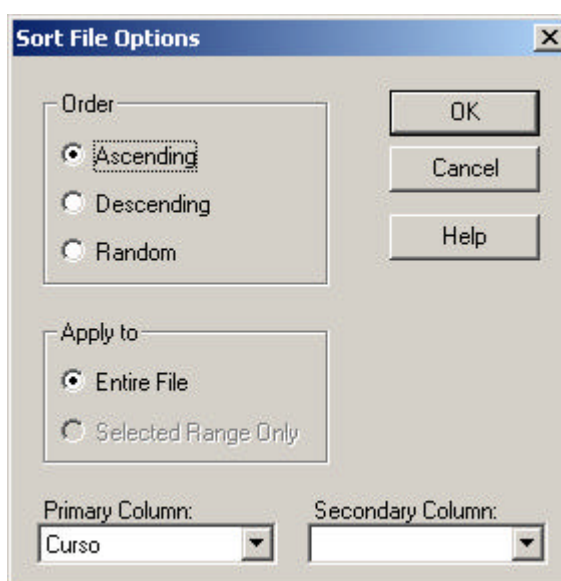 Sort File Options
Order
Ascending
Descending
Random
OK
Cancel
Help
Apply to
Entire File
Selected Range Only
Primary Column:
Curso
Secondary Column: